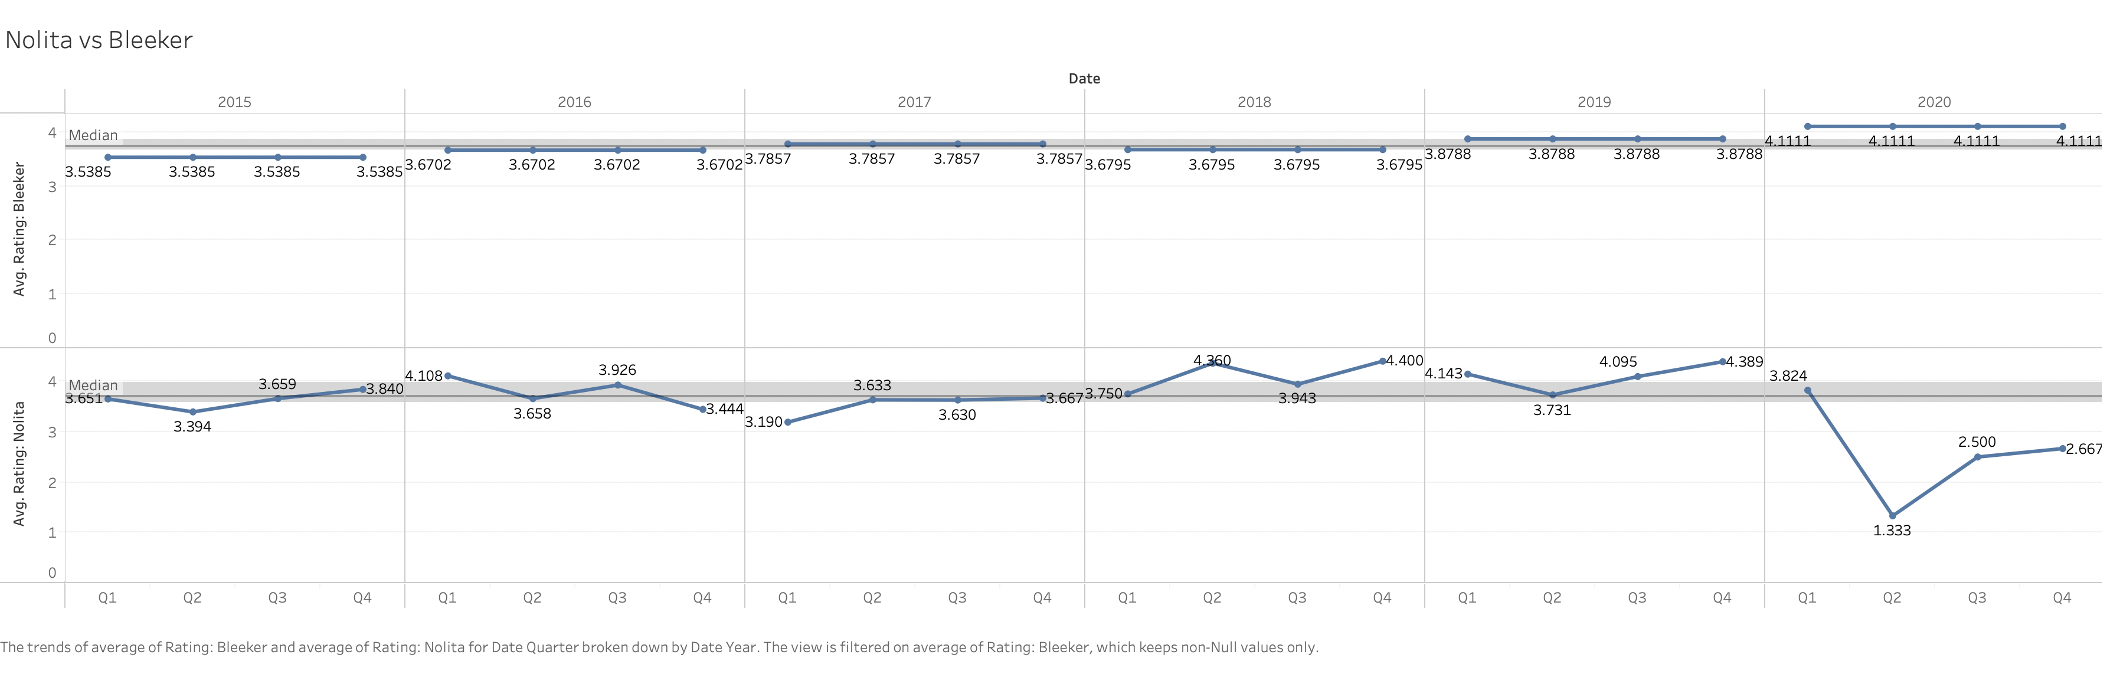 Nolita vs Bleeker
Date
2015 2016 2017 2018 2019 2020
Avg. Rating: Bleeker
4
3
2
1
0
Median
3.5385 3.5385 3.5385 3.5385 3.6702 3.6702 3.6702 3.6702 3.7857 3.7857 3.7857 3.7857 3.6795 3.6795 3.6795 3.6795 3.8788 3.8788 3.8788 3.8788 4.1111 4.1111 4.1111 4.1111
Avg. Rating: Nolita
4
3
2
1
0
Median
3.651 3.394 3.659 3.840 4.108 3.658 3.926 3.444 3.190 3.633 3.630 3.667 3.750 4.360 3.943 4.400 4.143 3.731 4.095 4.389 3.824 1.333 2.500 2.667
Q1 Q2 Q3 Q4 Q1 Q2 Q3 Q4 Q1 Q2 Q3 Q4 Q1 Q2 Q3 Q4 Q1 Q2 Q3 Q4 Q1 Q2 Q3 Q4
The trends of average of Rating: Bleeker and average of Rating: Nolita for Date Quarter broken down by Date Year. The view is filtered on average of Rating: Bleeker, which keeps non-Null values only.